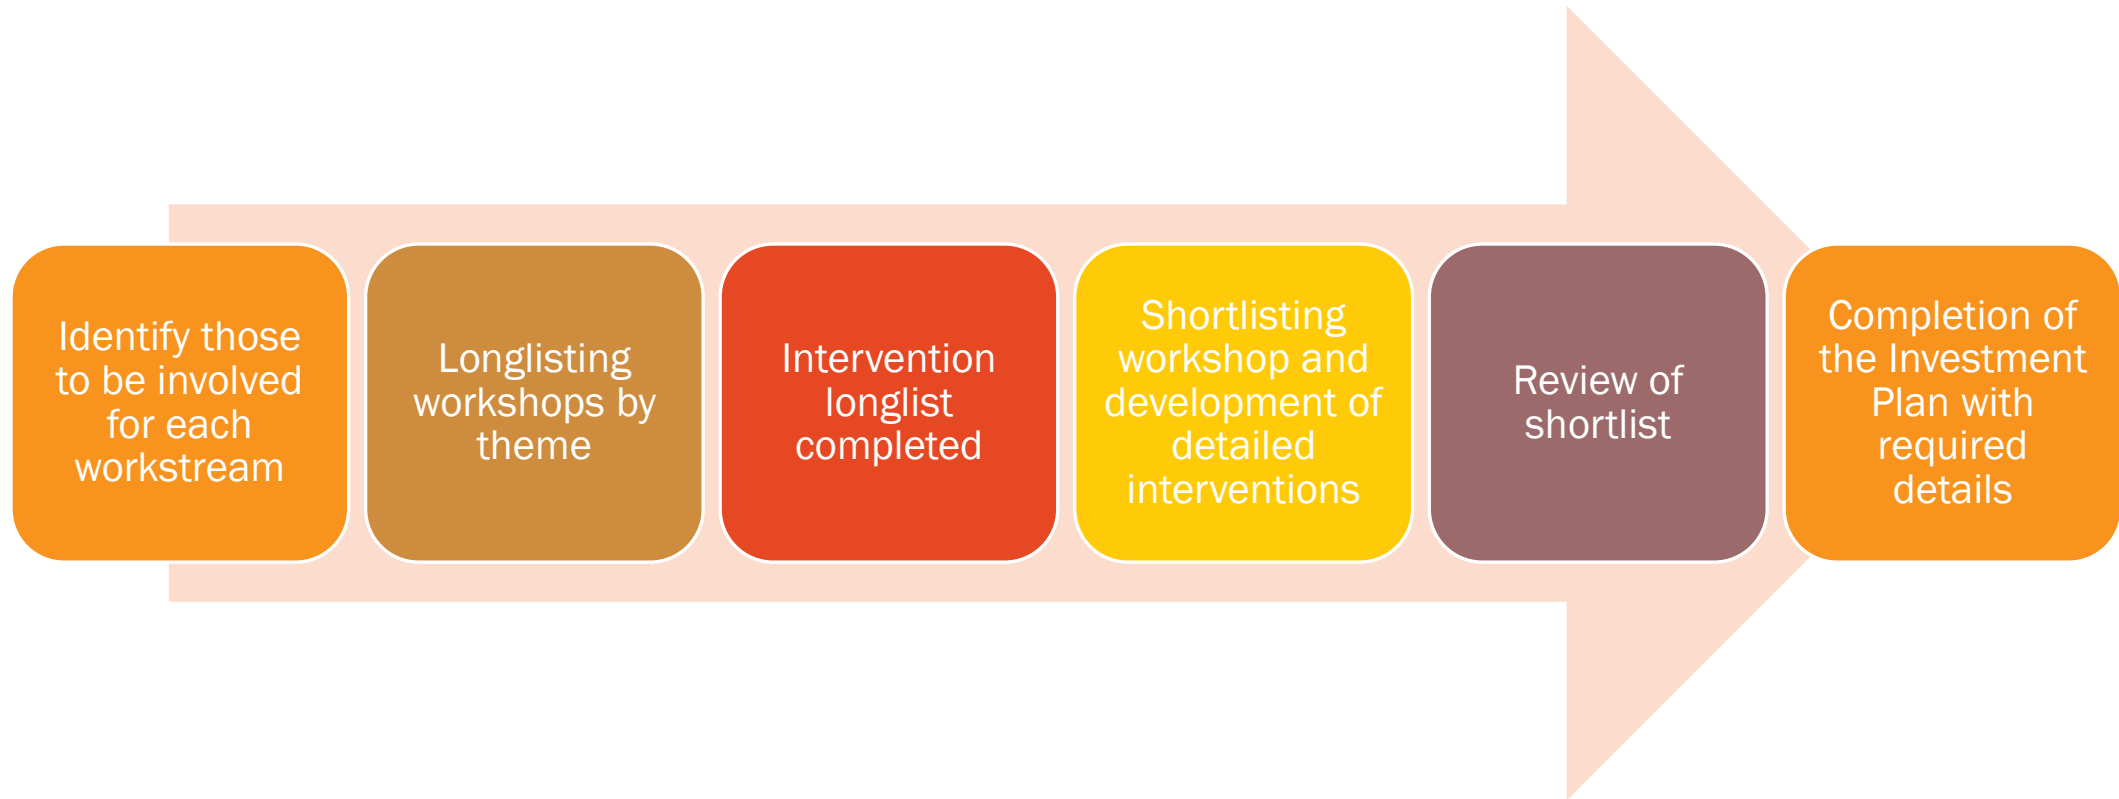 Identify those
to be involved
for each
workstream
Longlisting
workshops by
theme
Intervention
longlist
completed
Shortlisting
workshop and
development of
detailed
interventions
Review of
shortlist
Completion of
the Investment
Plan with
required
details